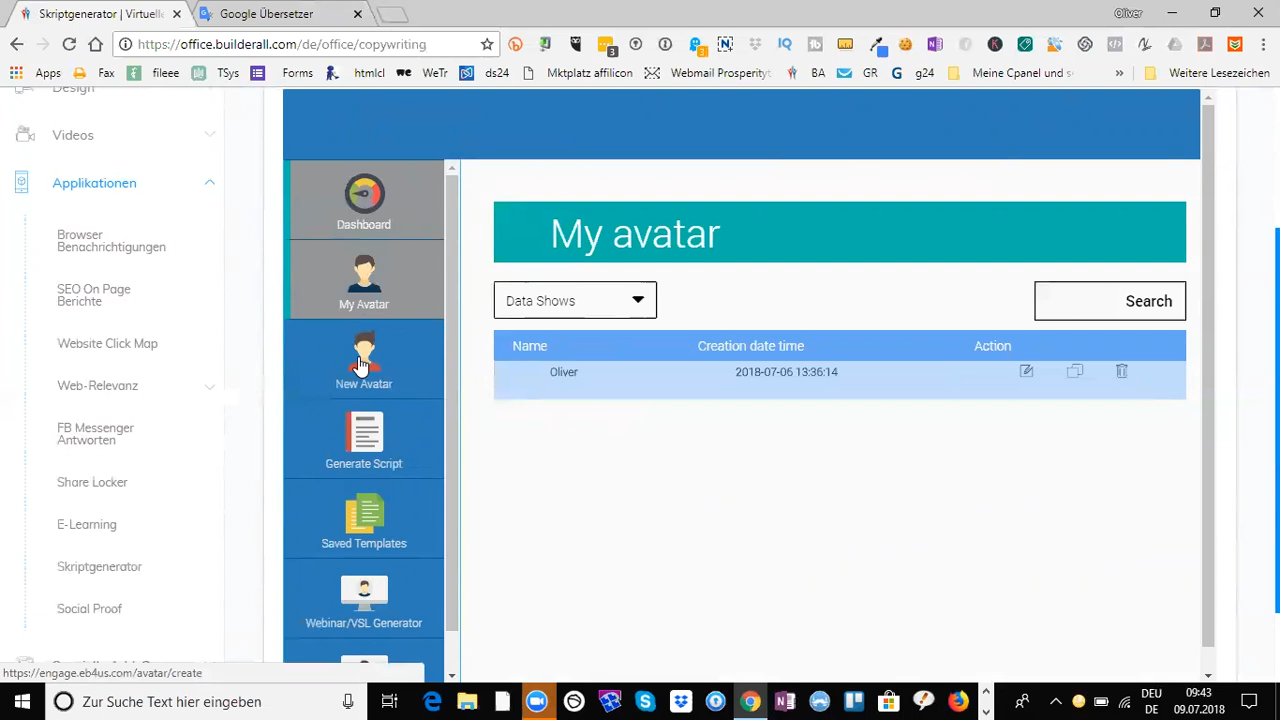 Skriptgenerator | Virtuell
Google Übersetzer
Oliver
https://office.builderall.com/de/office/copywriting
3
3
Apps
Fax
fileee
TSys
Forms
htmlcl
WeTr
ds24
Mktplatz affilicon
Webmail Prosperity
BA
GR
g24
Meine Cpanel und
»
Weitere Lesezeichen
Design
Videos
Applikationen
Browser
Benachrichtigungen
SEO On Page
Berichte
Website Click Map
Web-Relevanz
FB Messenger
Antworten
Share Locker
E-Learning
Skriptgenerator
Social Proof
Dashboard
My Avatar
New Avatar
Generate Script
Saved Templates
Webinar/VSL Generator
My avatar
Data Shows
Search
Name Creation date time Action
Oliver 2018-07-06 13:36:14
https://engage.eb4us.com/avatar/create
Zur Suche Text hier eingeben
DEU
DE
09:43
09.07.2018